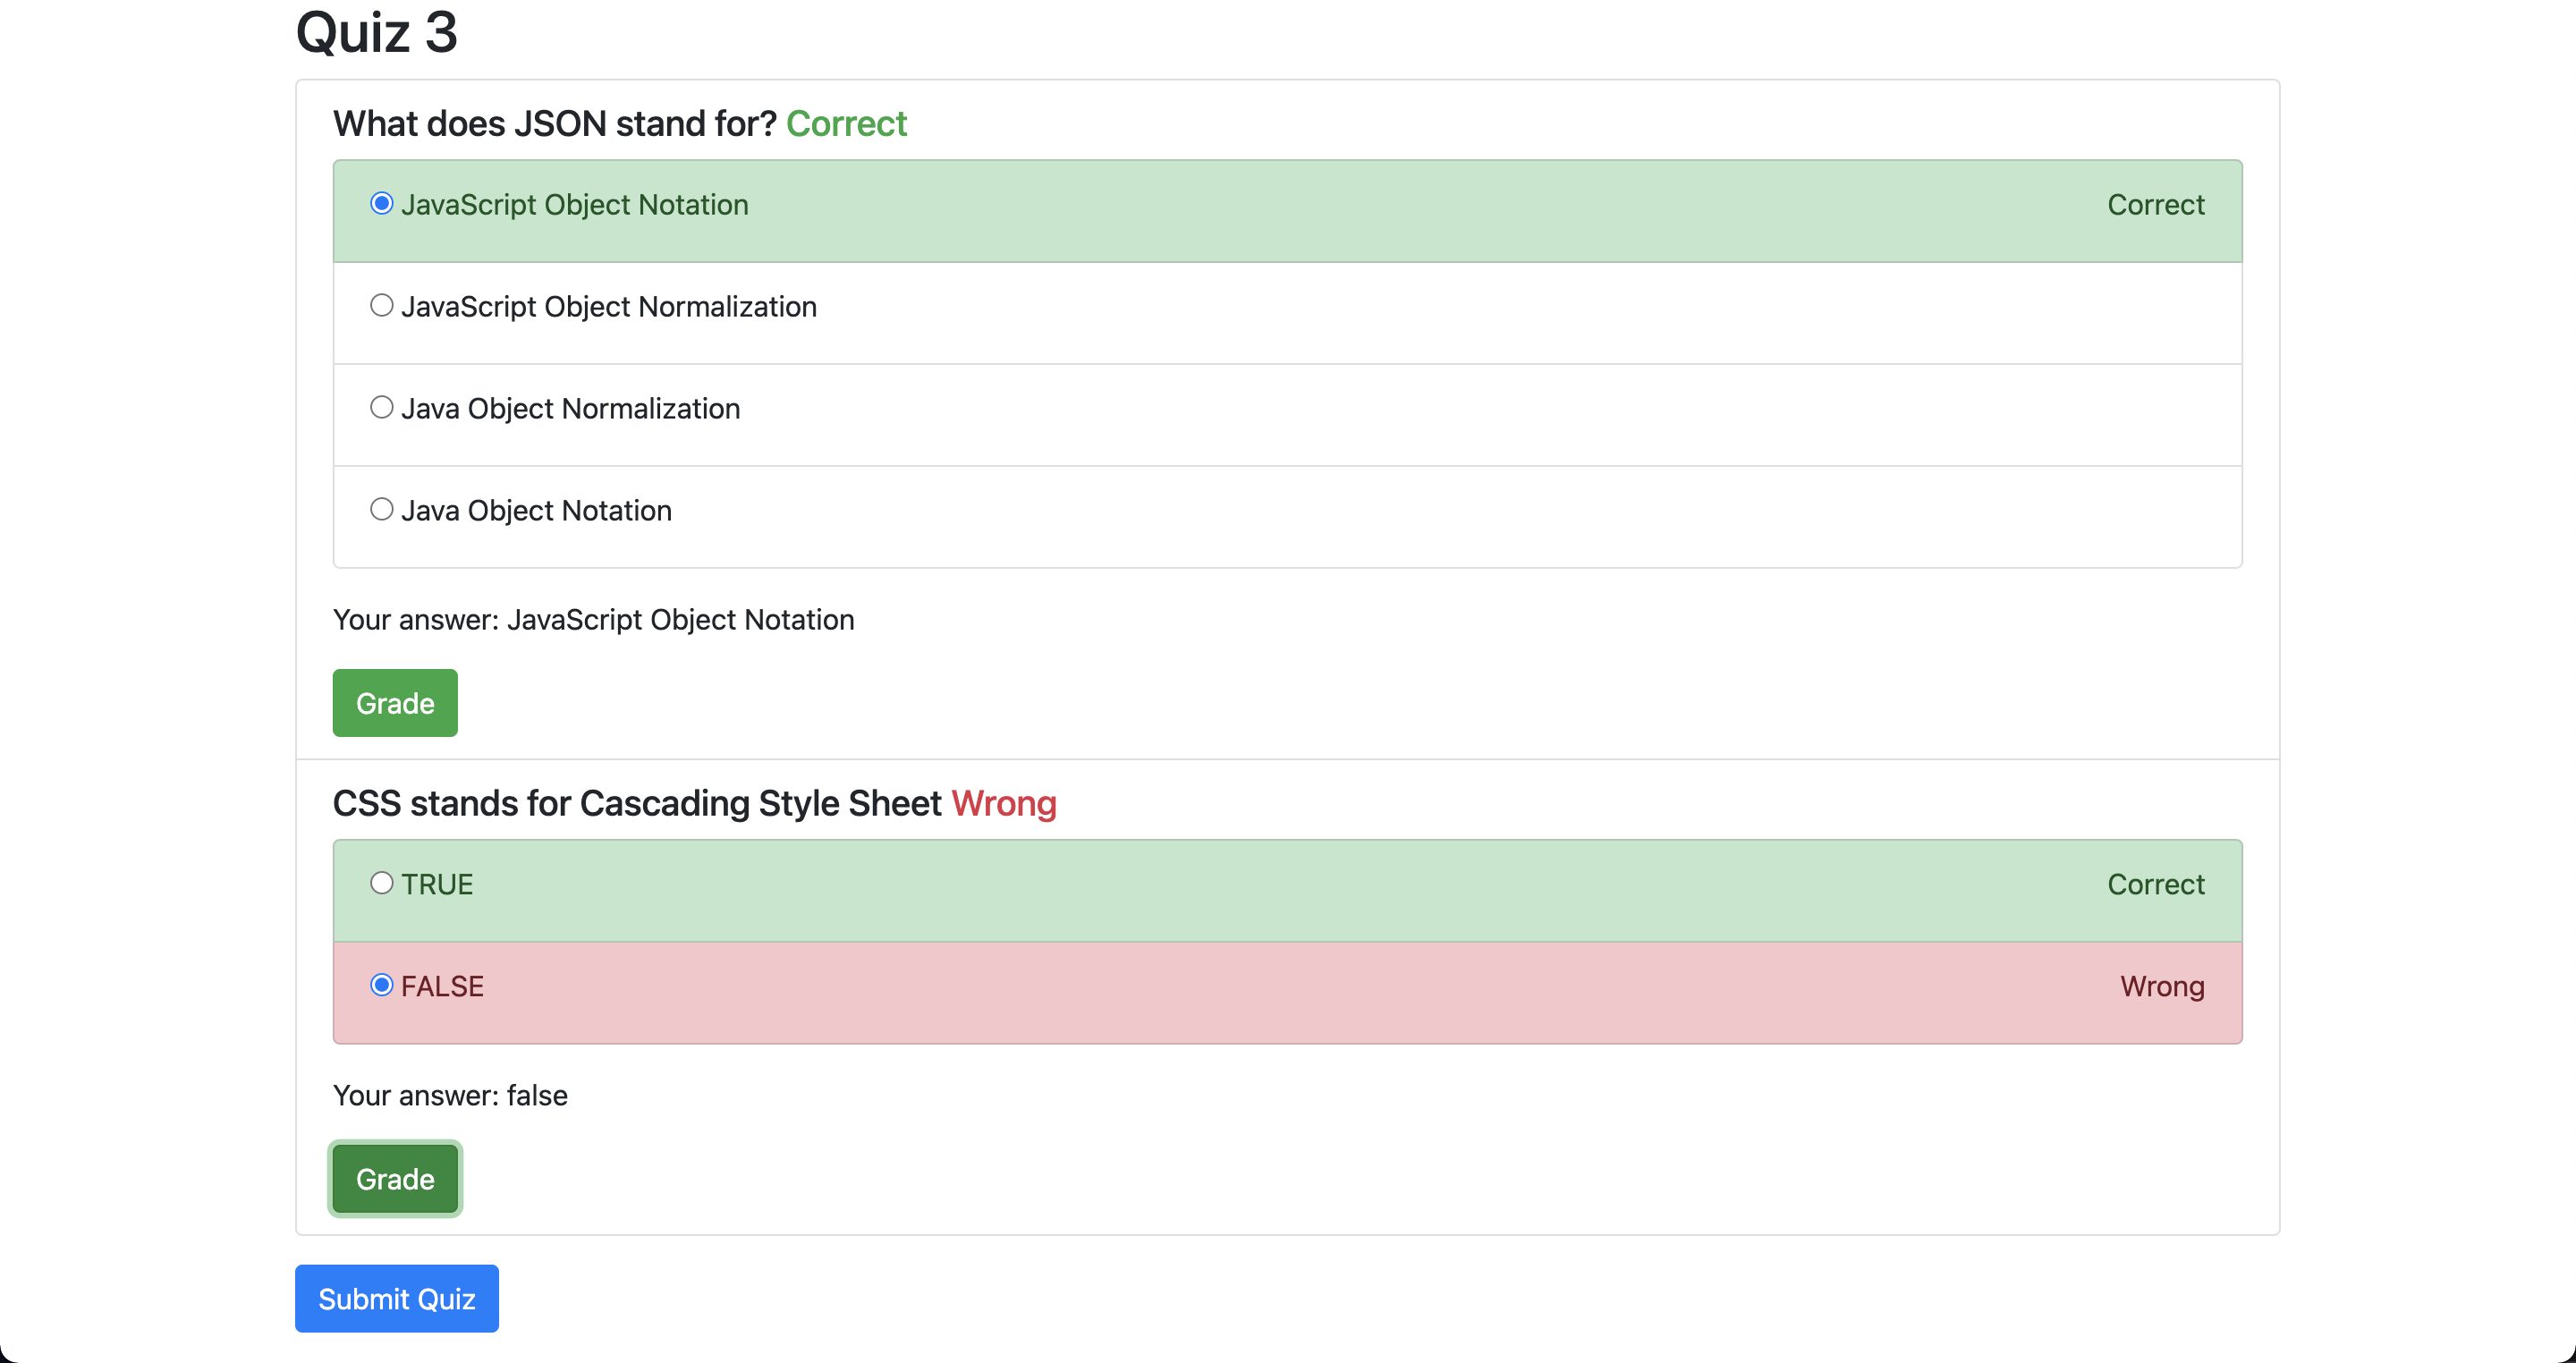 Quiz 3
What does JSON stand for? Correct
JavaScript Object Notation Correct
JavaScript Object Normalization
Java Object Normalization
Java Object Notation
Your answer: JavaScript Object Notation
Grade
CSS stands for Cascading Style Sheet Wrong
TRUE Correct
FALSE Wrong
Your answer: false
Grade
Submit Quiz